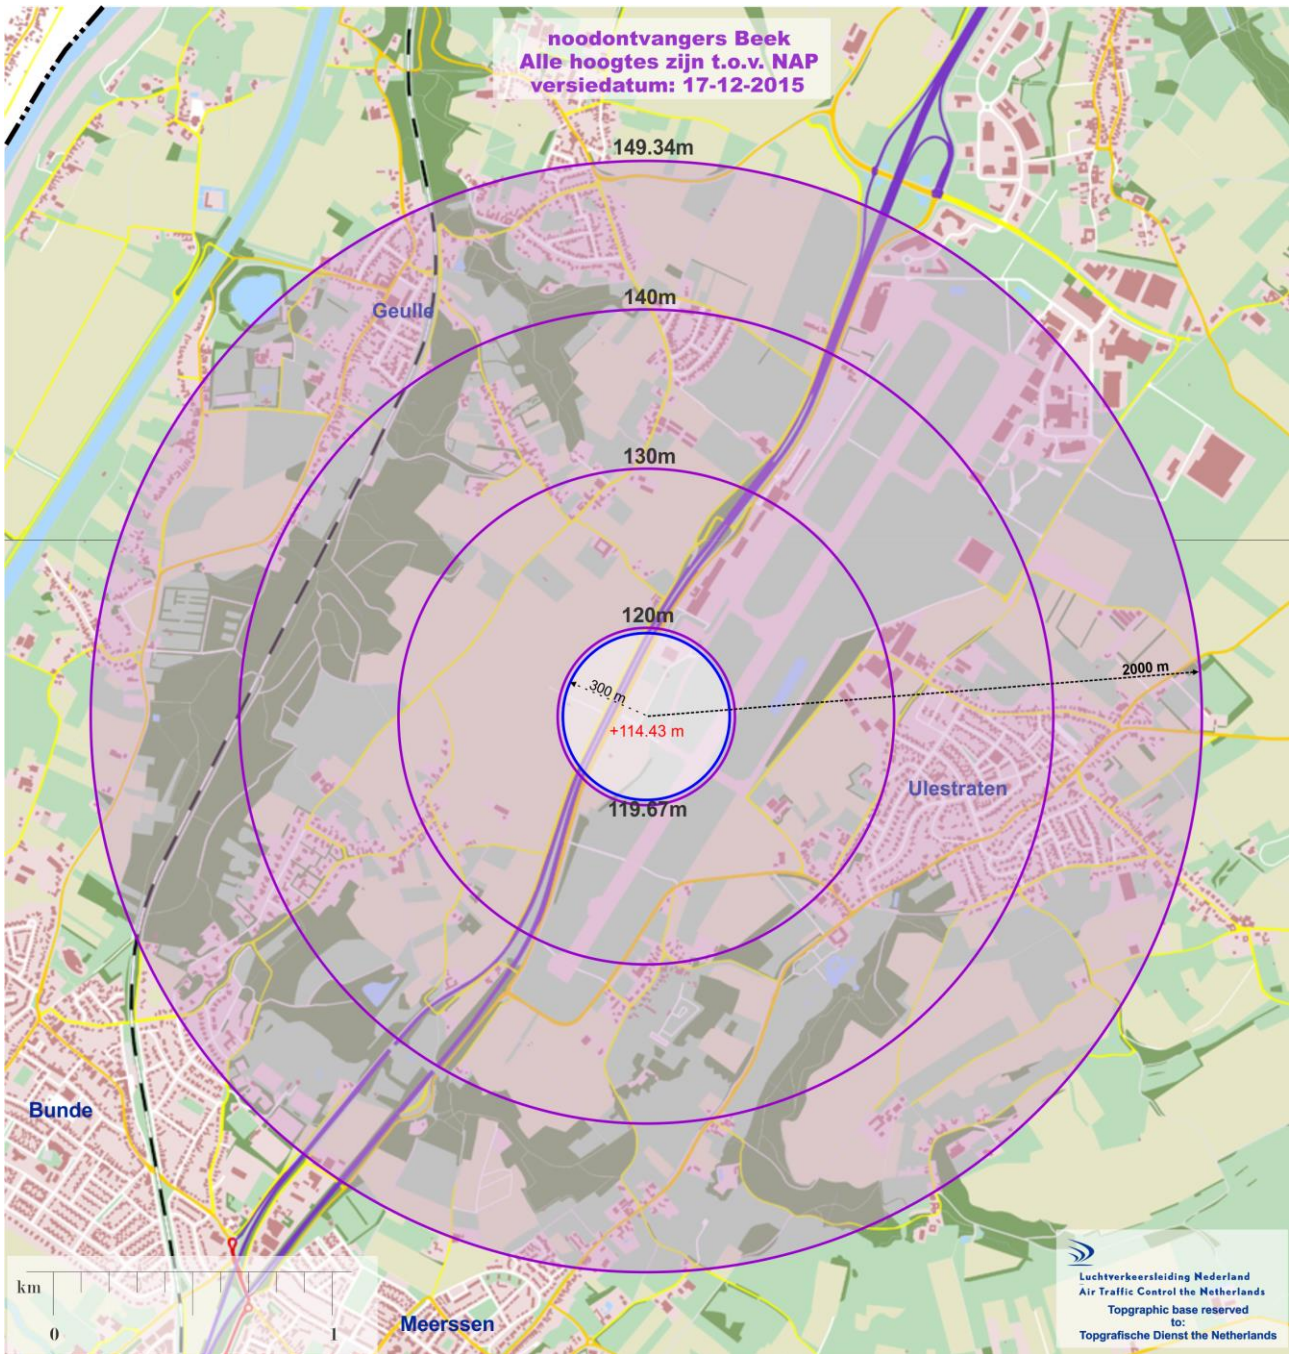 noodontvangers Beek
Alle hoogtes zijn t.o.v. NAP
versiedatum: 17-12-2015
149.34m
140m
Geulle
130m
120m
2000 m
300 m
+114.43 m
Ulestraten
119.67m
Bunde
Meerssen
km
0
1
Luchtverkeersleiding Nederland
Air Traffic Control the Netherlands
Topgraphic base reserved
to:
Topgrafische Dienst the Netherlands